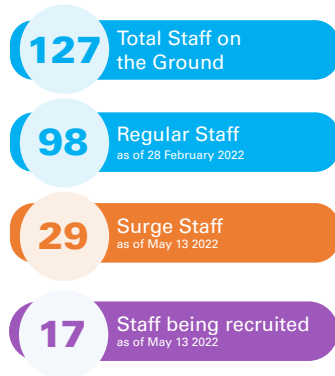 127
Total Staff on
the Ground
98
Regular Staff
as of 28 February 2022
29
Surge Staff
as of May 13 2022
17
Staff being recruited
as of May 13 2022